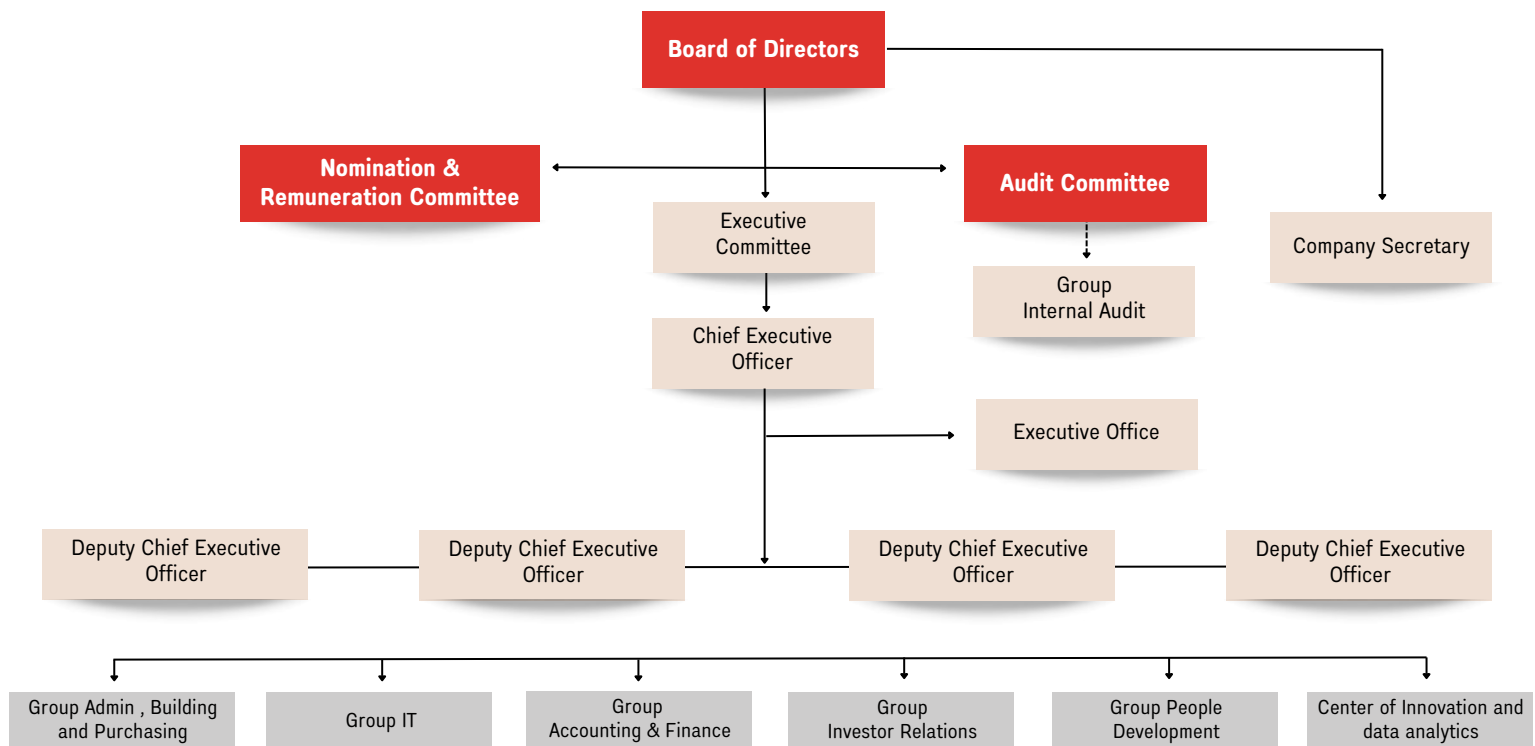 Board of Directors
Nomination &
Remuneration Committee
Audit Committee
Executive
Committee
Company Secretary
Group
Internal Audit
Chief Executive
Officer
Executive Office
Deputy Chief Executive
Officer
Deputy Chief Executive
Officer
Deputy Chief Executive
Officer
Deputy Chief Executive
Officer
Group Admin , Building
and Purchasing
Group IT
Group
Accounting & Finance
Group
Investor Relations
Group People
Development
Center of Innovation and
data analytics